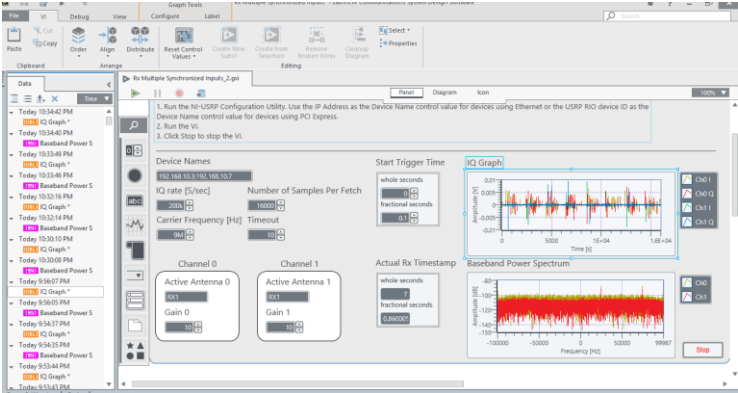 Graph Tools
Rx Multiple Synchronized Inputs - LabVIEW Communications System Design Software
File VI Debug View Configure Label Search
Paste
Cut
Copy
Order
Align
Distribute
Reset Control Values
Create New SubVI
Create from Selection
Remove Broken Wires
Cleanup Diagram
Select
Properties
Clipboard Arrange Editing
Data
Rx Multiple Synchronized Inputs_2.gvi
Time
Panel Diagram Icon 100%
Today 10:34:42 PM
IQ Graph *
Today 10:34:40 PM
Baseband Power S
Today 10:33:49 PM
IQ Graph *
Today 10:33:46 PM
Baseband Power S
Today 10:32:16 PM
IQ Graph *
Today 10:32:14 PM
Baseband Power S
Today 10:30:10 PM
IQ Graph *
Today 10:30:08 PM
Baseband Power S
Today 9:56:07 PM
IQ Graph *
Today 9:56:05 PM
Baseband Power S
Today 9:54:37 PM
IQ Graph *
Today 9:54:35 PM
Baseband Power S
Today 9:53:44 PM
IQ Graph *
Today 9:53:43 PM
1. Run the NI-USRP Configuration Utility. Use the IP Address as the Device Name control value for devices using Ethernet or the USRP RIO device ID as the
Device Name control value for devices using PCI Express.
2. Run the VI.
3. Click Stop to stop the VI.
abc
Device Names
192.168.10.3;192.168.10.7
IQ rate [S/sec]
200k
Number of Samples Per Fetch
16000
Carrier Frequency [Hz]
9M
Timeout
10
Channel 0
Active Antenna 0
RX1
Gain 0
10
Channel 1
Active Antenna 1
RX1
Gain 1
10
Start Trigger Time
whole seconds
0
fractional seconds
0.1
Actual Rx Timestamp
whole seconds
7
fractional seconds
0.86000
IQ Graph
Amplitude [V]
0.01
0.005
0
-0.005
-0.01
0 5000 1E+04 1.6E+04
Time [s]
Ch0 I
Ch0 Q
Ch1 I
Ch1 Q
Baseband Power Spectrum
Amplitude [dB]
-80
-100
-120
-140
-150
-100000 -50000 0 50000 99987
Frequency [Hz]
Ch0
Ch1
Stop